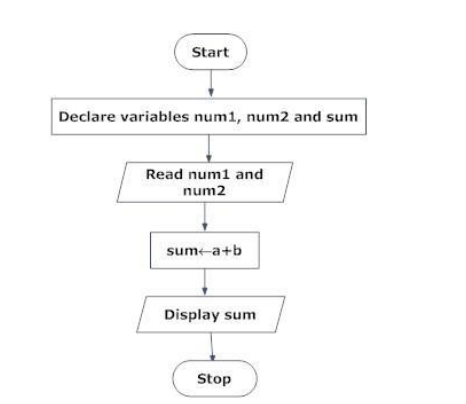 Start
Declare variables num1, num2 and sum
Read num1 and
num2
sum←a+b
Display sum
Stop